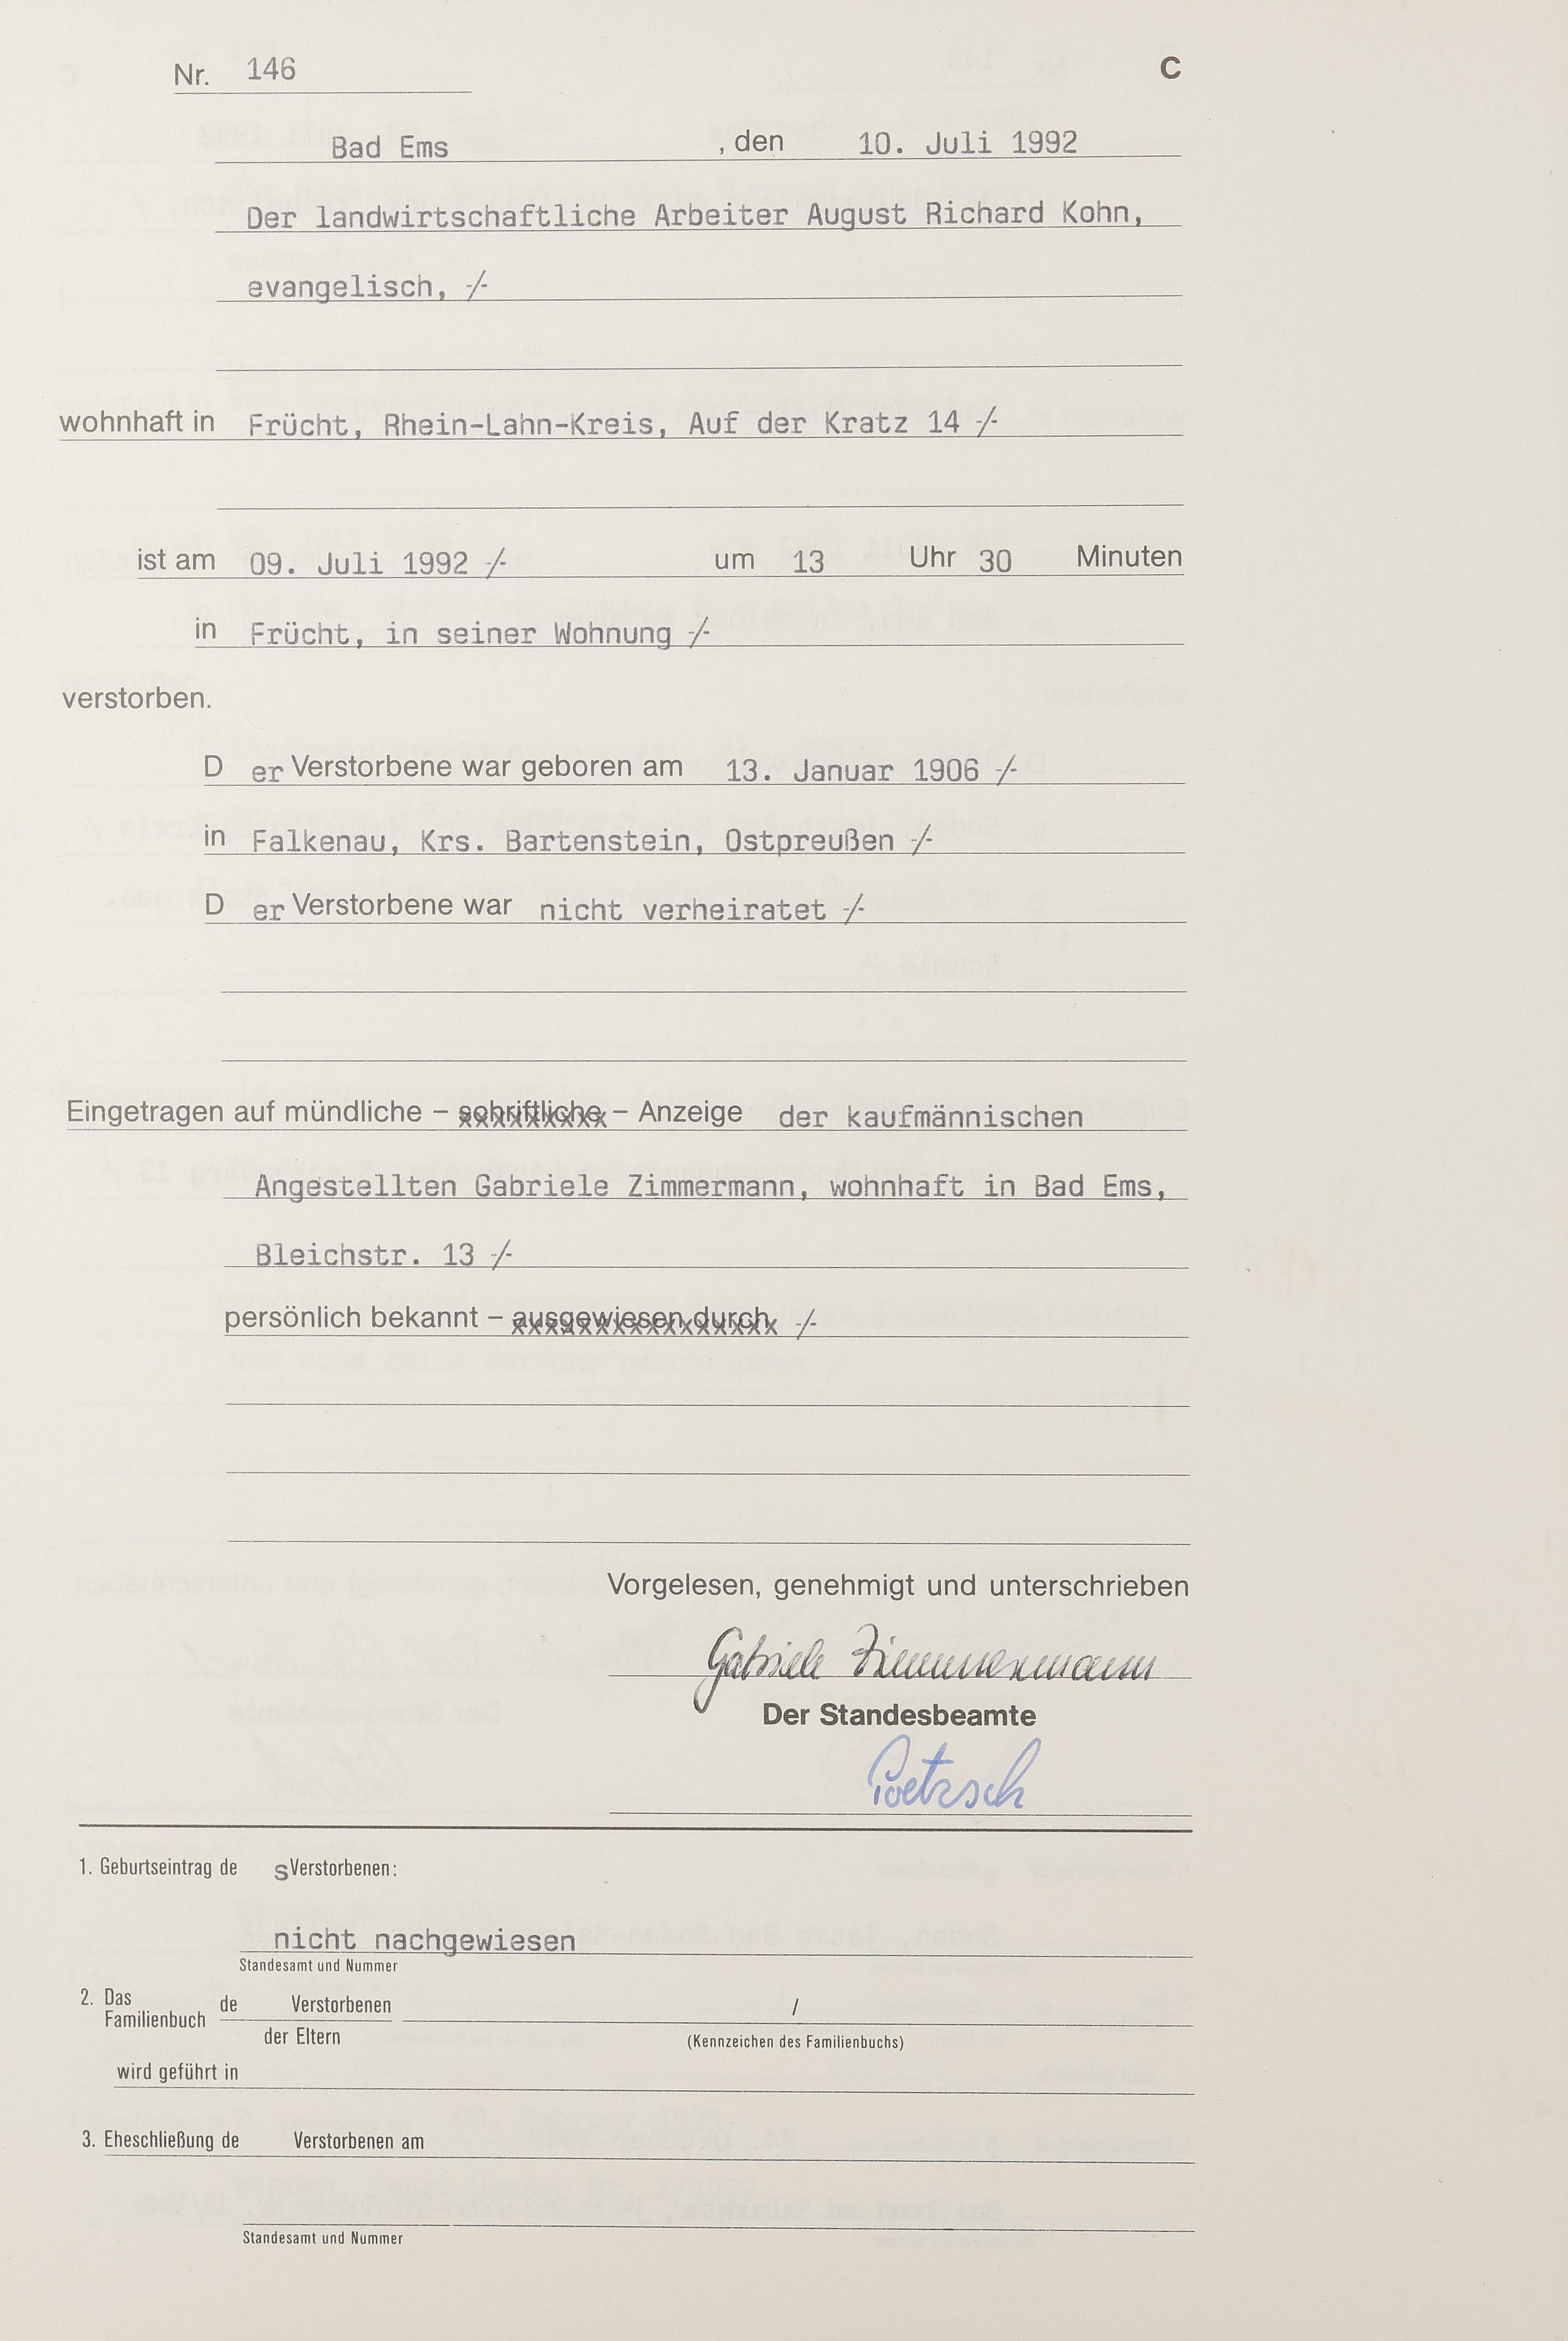 Nr. 146 C
Bad Ems , den 10. Juli 1992
Der landwirtschaftliche Arbeiter August Richard Kohn,
evangelisch, -/-
wohnhaft in Frücht, Rhein-Lahn-Kreis, Auf der Kratz 14 -/-
ist am 09. Juli 1992 -/- um 13 Uhr 30 Minuten
in Frücht, in seiner Wohnung -/-
verstorben.
D er Verstorbene war geboren am 13. Januar 1906 -/-
in Falkenau, Krs. Bartenstein, Ostpreußen -/-
D er Verstorbene war nicht verheiratet -/-
Eingetragen auf mündliche – schriftliche – Anzeige der kaufmännischen
Angestellten Gabriele Zimmermann, wohnhaft in Bad Ems,
Bleichstr. 13 -/-
persönlich bekannt – ausgewiesen durch -/-
Vorgelesen, genehmigt und unterschrieben
Gabriele Zimmermann
Der Standesbeamte
Poetzsch
1. Geburtseintrag de s Verstorbenen:
nicht nachgewiesen
Standesamt und Nummer
2. Das Familienbuch de Verstorbenen /
der Eltern (Kennzeichen des Familienbuchs)
wird geführt in
3. Eheschließung de Verstorbenen am
Standesamt und Nummer